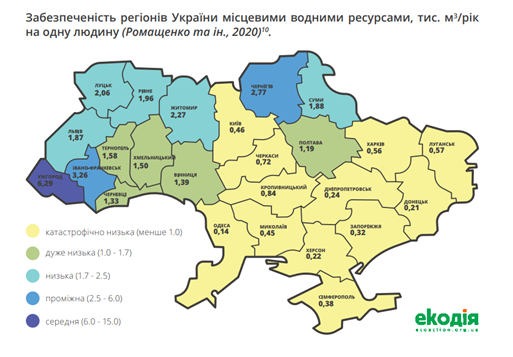 Забезпеченість регіонів України місцевими водними ресурсами, тис. м³/рік
на одну людину (Ромащенко та ін., 2020)¹⁰.
ЛУЦЬК
2,06
РІВНЕ
1,96
ЖИТОМИР
2,27
ЧЕРНІГІВ
2,77
СУМИ
1,88
КИЇВ
0,46
ЛЬВІВ
1,87
ТЕРНОПІЛЬ
1,58
ХМЕЛЬНИЦЬКИЙ
1,50
ВІННИЦЯ
1,39
ЧЕРКАСИ
0,72
ПОЛТАВА
1,19
ХАРКІВ
0,56
ЛУГАНСЬК
0,57
УЖГОРОД
6,29
ІВАНО-ФРАНКІВСЬК
3,26
ЧЕРНІВЦІ
1,33
КРОПИВНИЦЬКИЙ
0,84
ДНІПРОПЕТРОВСЬК
0,24
ДОНЕЦЬК
0,21
ОДЕСА
0,14
МИКОЛАЇВ
0,45
ЗАПОРІЖЖЯ
0,32
ХЕРСОН
0,22
СІМФЕРОПОЛЬ
0,38
катастрофічно низька (менше 1.0)
дуже низька (1.0 - 1.7)
низька (1.7 - 2.5)
проміжна (2.5 - 6.0)
середня (6.0 - 15.0)
екодія
ecoaction.org.ua